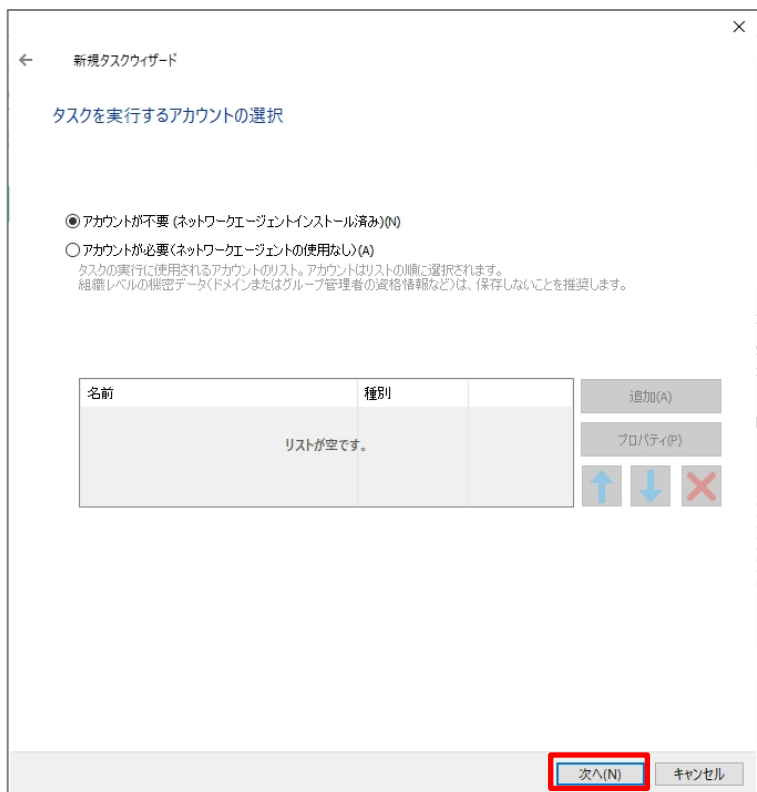 新規タスクウィザード
タスクを実行するアカウントの選択
アカウントが不要 (ネットワークエージェントインストール済み)(N)
アカウントが必要(ネットワークエージェントの使用なし)(A)
タスクの実行に使用されるアカウントのリスト。アカウントはリストの順に選択されます。
組織レベルの機密データ(ドメインまたはグループ管理者の資格情報など)は、保存しないことを推奨します。
名前 種別
追加(A)
リストが空です。
プロパティ(P)
次へ(N) キャンセル